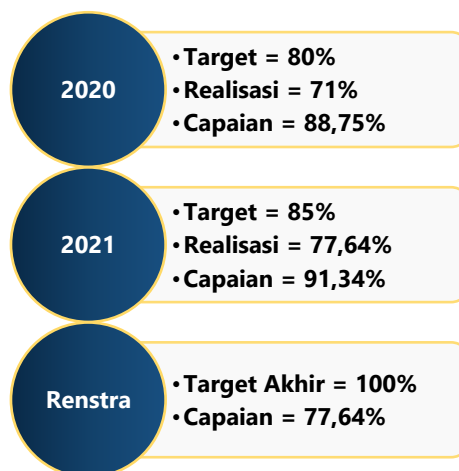 2020
•Target = 80%
•Realisasi = 71%
•Capaian = 88,75%
2021
•Target = 85%
•Realisasi = 77,64%
•Capaian = 91,34%
Renstra
•Target Akhir = 100%
•Capaian = 77,64%